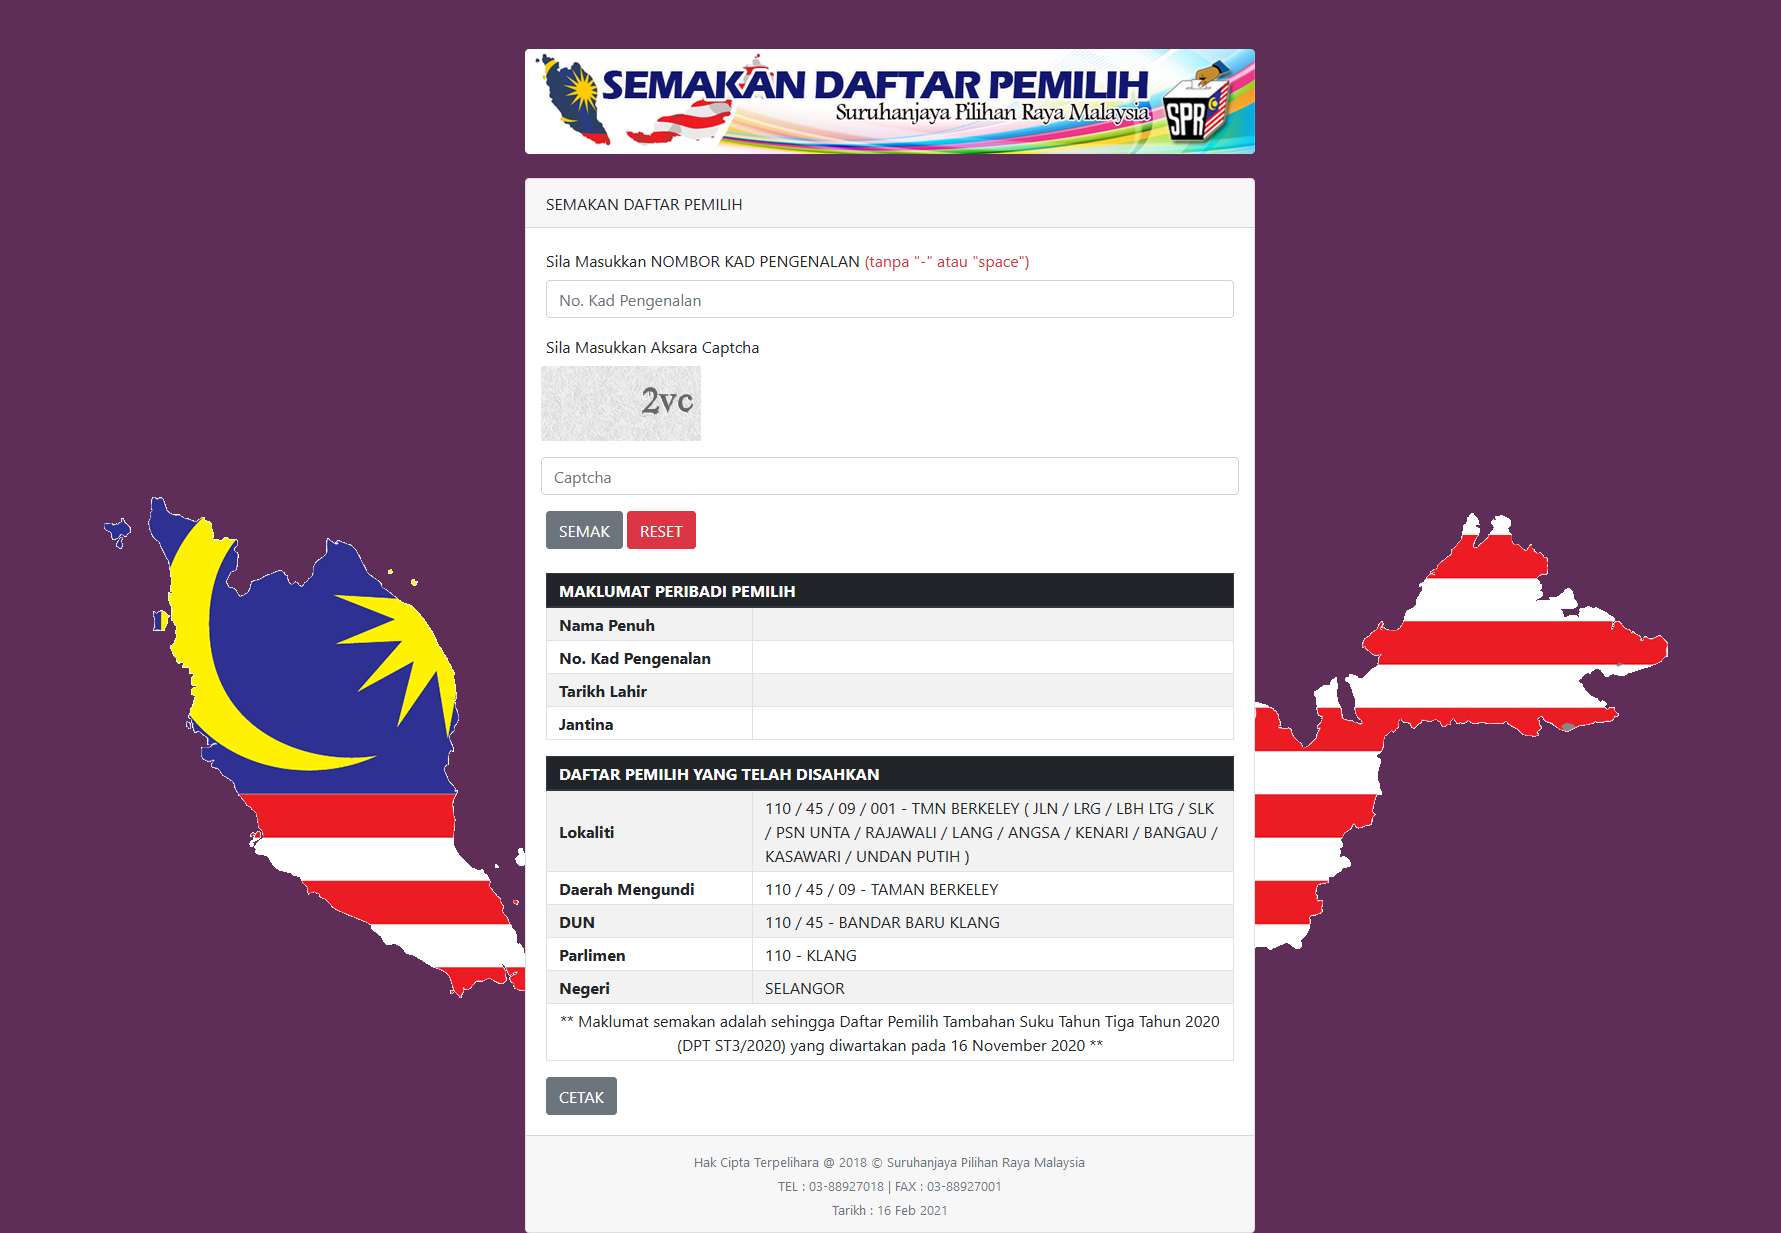 SEMAKAN DAFTAR PEMILIH
Suruhanjaya Pilihan Raya Malaysia
SPR
SEMAKAN DAFTAR PEMILIH
Sila Masukkan NOMBOR KAD PENGENALAN (tanpa "-" atau "space")
No. Kad Pengenalan
Sila Masukkan Aksara Captcha
2vc
Captcha
SEMAK RESET
MAKLUMAT PERIBADI PEMILIH
Nama Penuh
No. Kad Pengenalan
Tarikh Lahir
Jantina
DAFTAR PEMILIH YANG TELAH DISAHKAN
Lokaliti
110 / 45 / 09 / 001 - TMN BERKELEY ( JLN / LRG / LBH LTG / SLK
/ PSN UNTA / RAJAWALI / LANG / ANGSA / KENARI / BANGAU /
KASAWARI / UNDAN PUTIH )
Daerah Mengundi 110 / 45 / 09 - TAMAN BERKELEY
DUN 110 / 45 - BANDAR BARU KLANG
Parlimen 110 - KLANG
Negeri SELANGOR
** Maklumat semakan adalah sehingga Daftar Pemilih Tambahan Suku Tahun Tiga Tahun 2020
(DPT ST3/2020) yang diwartakan pada 16 November 2020 **
CETAK
Hak Cipta Terpelihara @ 2018 © Suruhanjaya Pilihan Raya Malaysia
TEL : 03-88927018 | FAX : 03-88927001
Tarikh : 16 Feb 2021